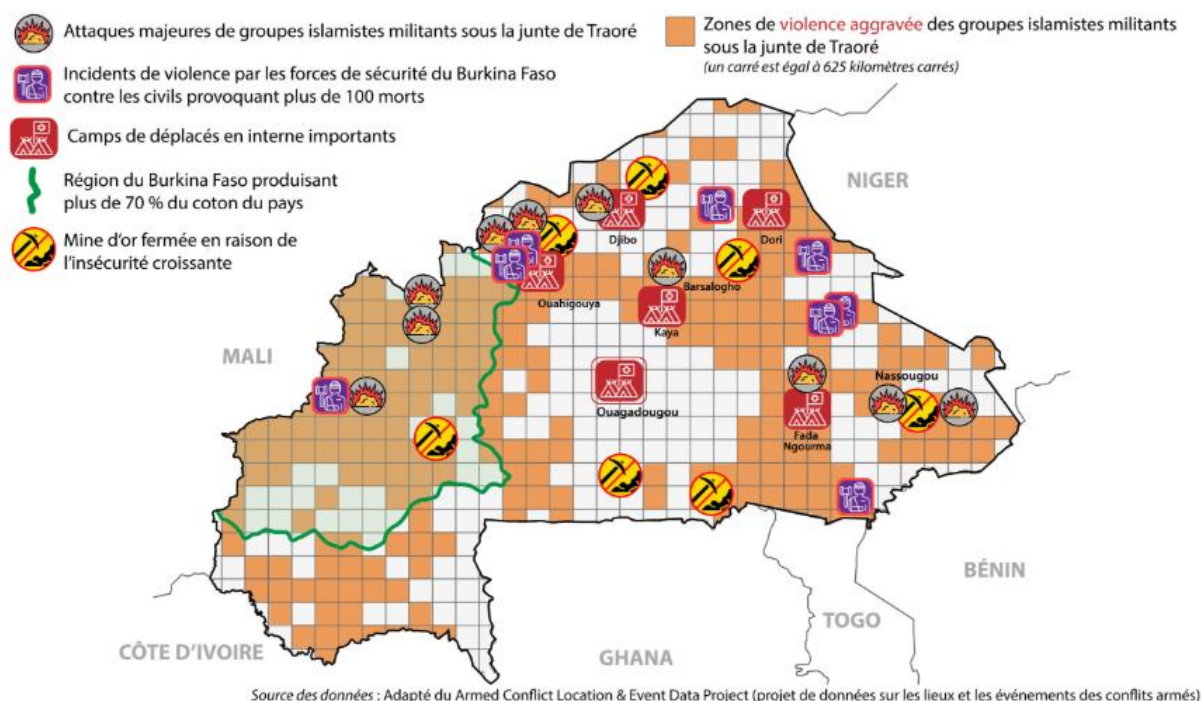 Attaques majeures de groupes islamistes militants sous la junte de Traoré
Incidents de violence par les forces de sécurité du Burkina Faso
contre les civils provoquant plus de 100 morts
Camps de déplacés en interne importants
Région du Burkina Faso produisant
plus de 70 % du coton du pays
Mine d'or fermée en raison de
l'insécurité croissante
Zones de violence aggravée des groupes islamistes militants
sous la junte de Traoré
(un carré est égal à 625 kilomètres carrés)
NIGER
Djibo
Dori
Barsalogho
Ouahigouya
Kaya
MALI
Nassougou
Ouagadougou
Fada
Ngourma
BÉNIN
TOGO
CÔTE D'IVOIRE
GHANA
Source des données : Adapté du Armed Conflict Location & Event Data Project (projet de données sur les lieux et les événements des conflits armés)